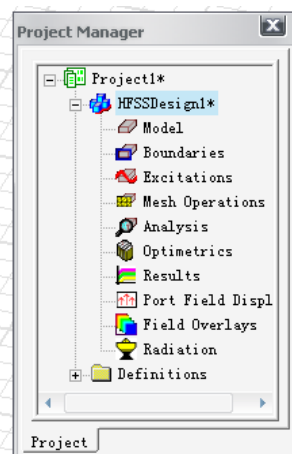 Project Manager
Project1*
HFSSDesign1*
Model
Boundaries
Excitations
Mesh Operations
Analysis
Optimetrics
Results
Port Field Displ
Field Overlays
Radiation
Definitions
Project